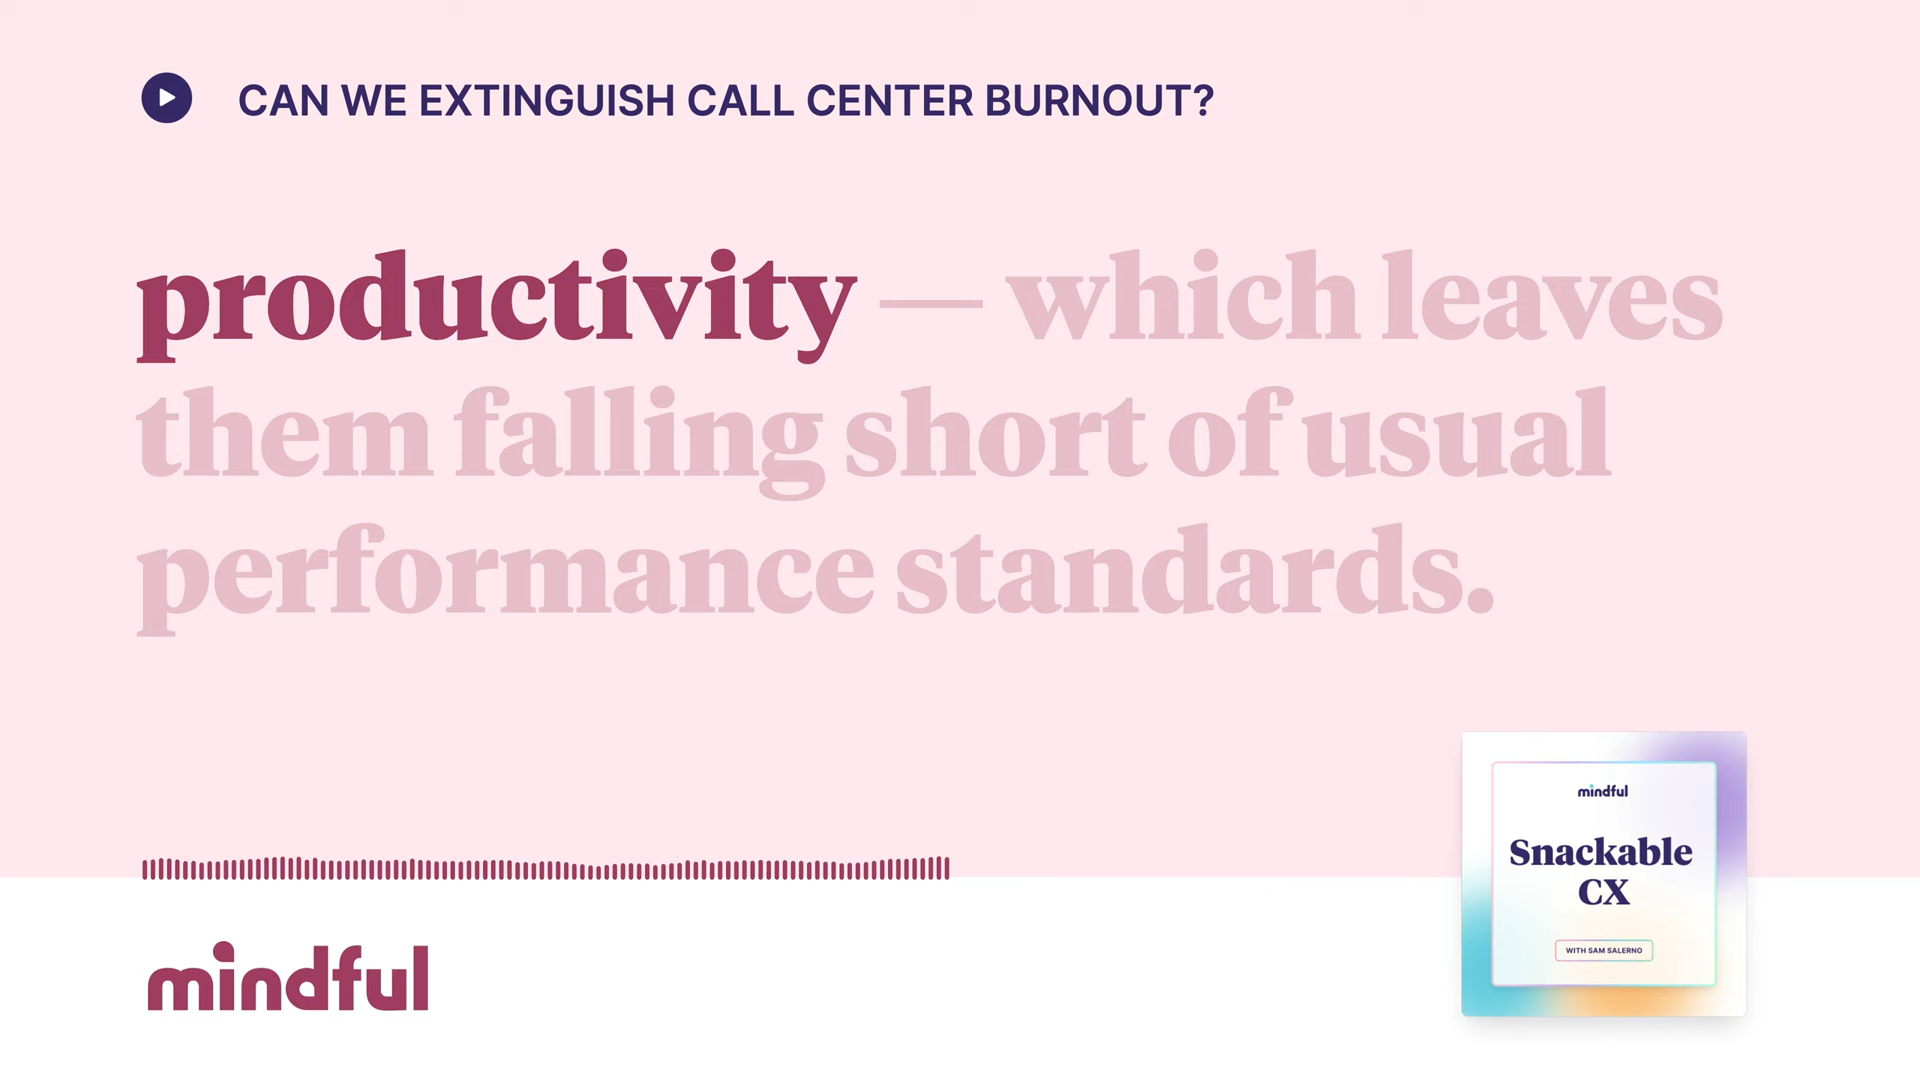 CAN WE EXTINGUISH CALL CENTER BURNOUT?
productivity — which leaves
them falling short of usual
performance standards.
mindful
Snackable
CX
WITH SAM SALERNO
mindful